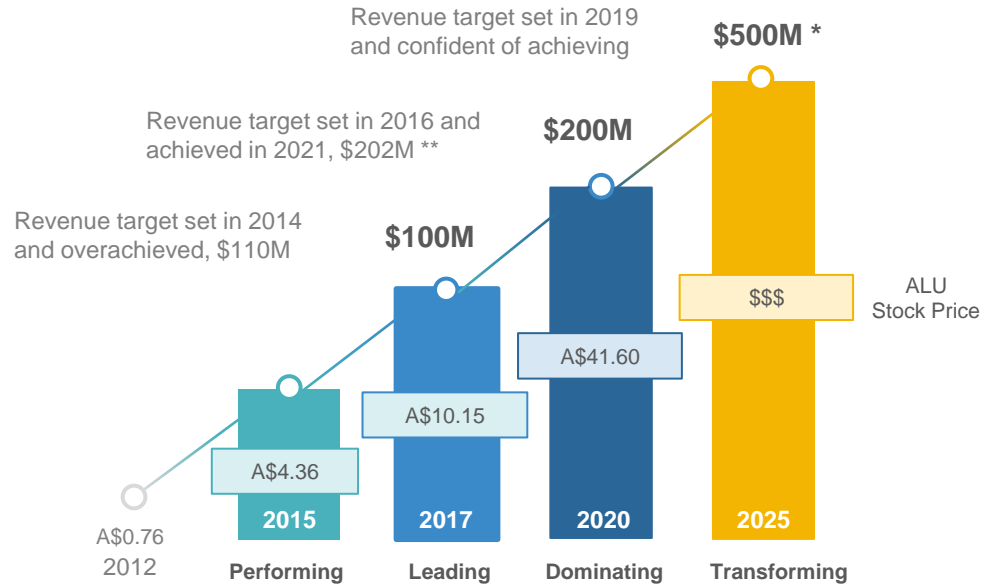 Revenue target set in 2019
and confident of achieving
$500M *
Revenue target set in 2016 and
achieved in 2021, $202M **
$200M
Revenue target set in 2014
and overachieved, $110M
$100M
$$$
ALU
Stock Price
A$41.60
A$10.15
A$4.36
A$0.76
2012
2015
2017
2020
2025
Performing
Leading
Dominating
Transforming